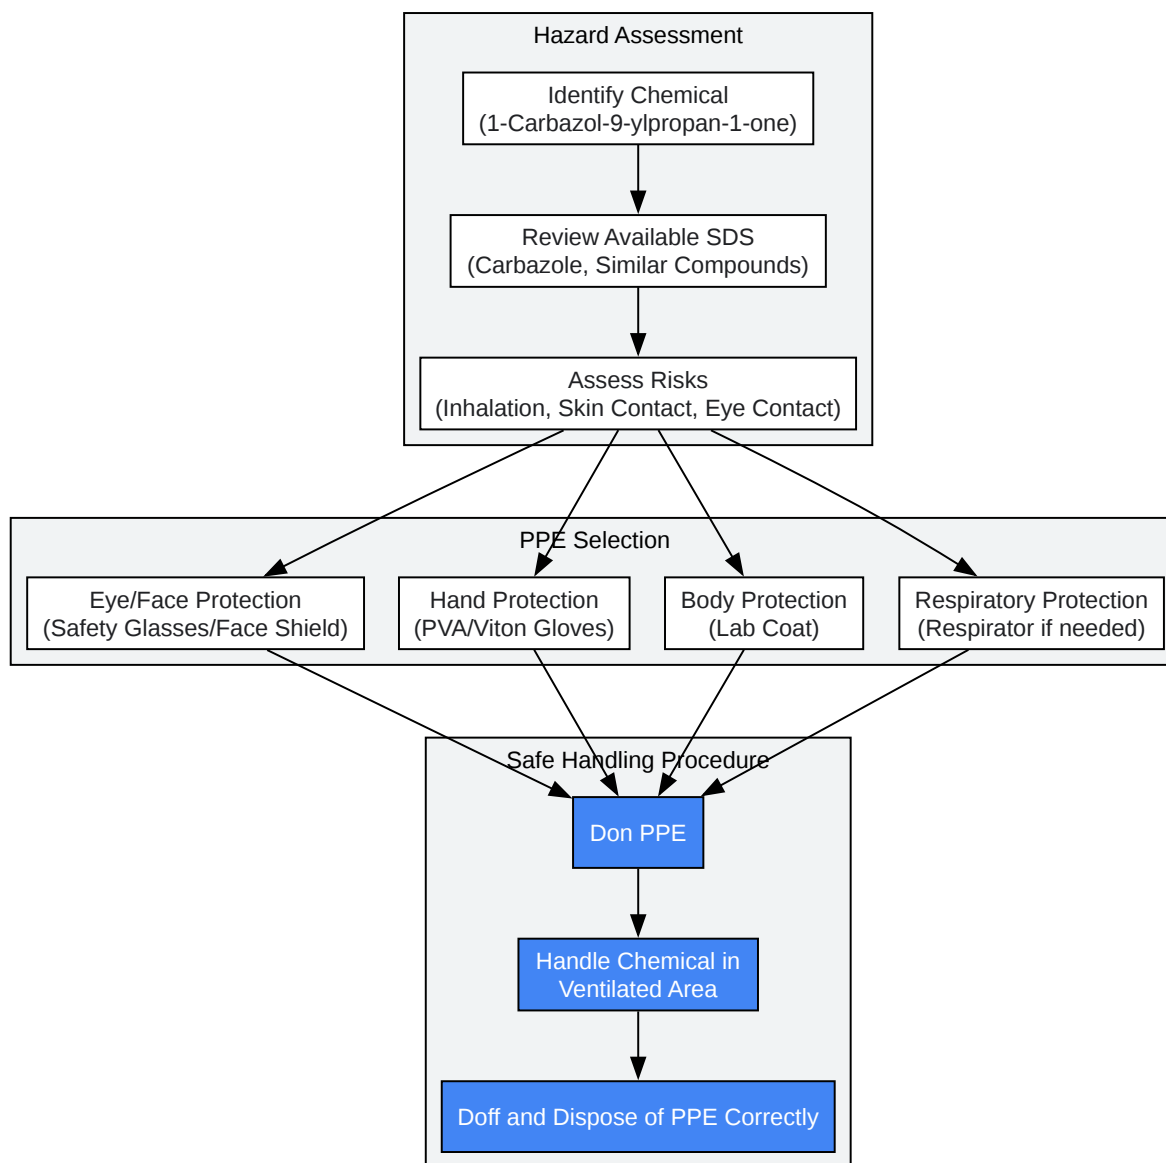 Hazard Assessment
Identify Chemical
(1-Carbazol-9-ylpropan-1-one)
Review Available SDS
(Carbazole, Similar Compounds)
Assess Risks
(Inhalation, Skin Contact, Eye Contact)
PPE Selection
Eye/Face Protection
(Safety Glasses/Face Shield)
Hand Protection
(PVA/Viton Gloves)
Body Protection
(Lab Coat)
Respiratory Protection
(Respirator if needed)
Safe Handling Procedure
Don PPE
Handle Chemical in
Ventilated Area
Doff and Dispose of PPE Correctly